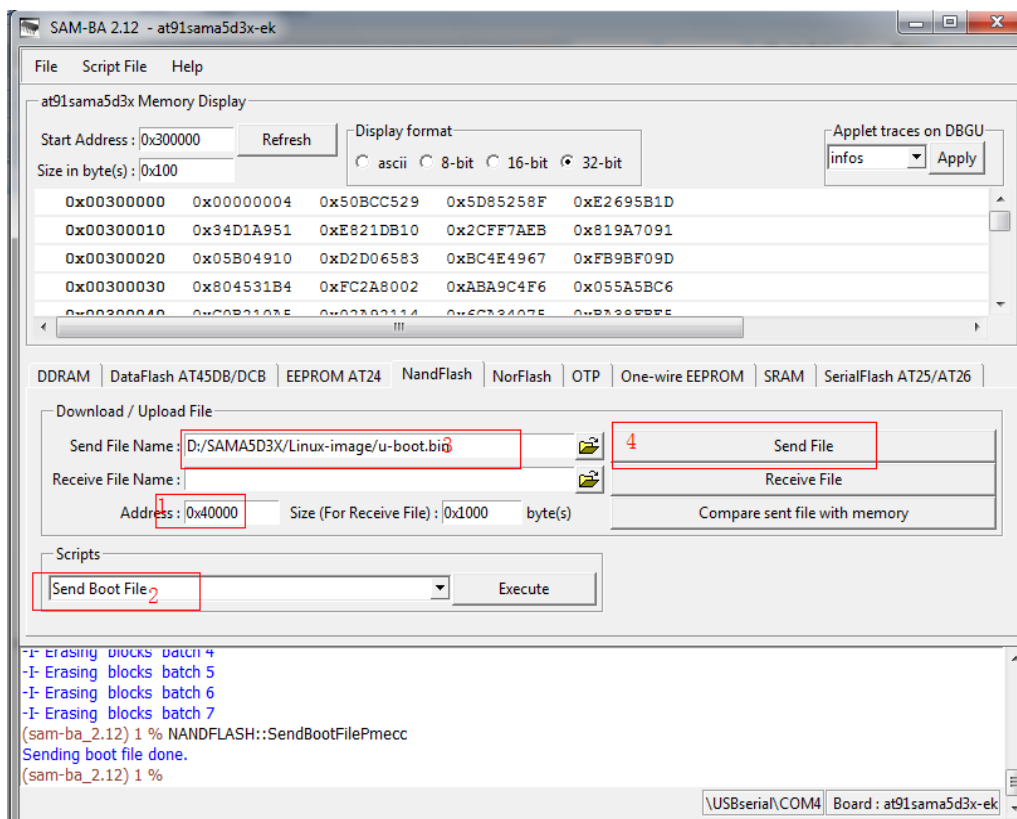 SAM-BA 2.12 - at91sama5d3x-ek
File Script File Help
at91sama5d3x Memory Display
Start Address : 0x300000 Refresh
Size in byte(s) : 0x100
Display format
ascii 8-bit 16-bit 32-bit
Applet traces on DBGU
infos Apply
0x00300000 0x00000004 0x50BCC529 0x5D85258F 0xE2695B1D
0x00300010 0x34D1A951 0xE821DB10 0x2CFF7AEB 0x819A7091
0x00300020 0x05B04910 0xD2D06583 0xBC4E4967 0xFB9BF09D
0x00300030 0x804531B4 0xFC2A8002 0xABA9C4F6 0x055A5BC6
DDRAM DataFlash AT45DB/DCB EEPROM AT24 NandFlash NorFlash OTP One-wire EEPROM SRAM SerialFlash AT25/AT26
Download / Upload File
Send File Name : D:/SAMA5D3X/Linux-image/u-boot.bin 3 4 Send File
Receive File Name : Receive File
1 Address : 0x40000 Size (For Receive File) : 0x1000 byte(s) Compare sent file with memory
Scripts
Send Boot File 2 Execute
-I- Erasing blocks batch 4
-I- Erasing blocks batch 5
-I- Erasing blocks batch 6
-I- Erasing blocks batch 7
(sam-ba_2.12) 1 % NANDFLASH::SendBootFilePmecc
Sending boot file done.
(sam-ba_2.12) 1 %
\USBserial\COM4 Board : at91sama5d3x-ek